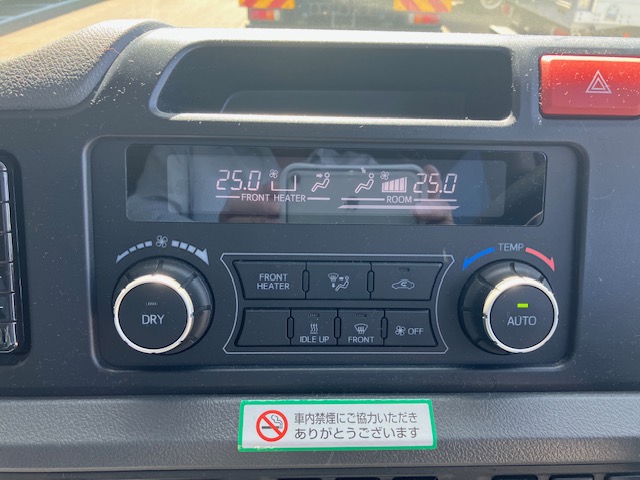 25.0 25.0
FRONT HEATER ROOM
TEMP
FRONT
HEATER
DRY
AUTO
IDLE UP FRONT OFF
車内禁煙にご協力いただき
ありがとうございます